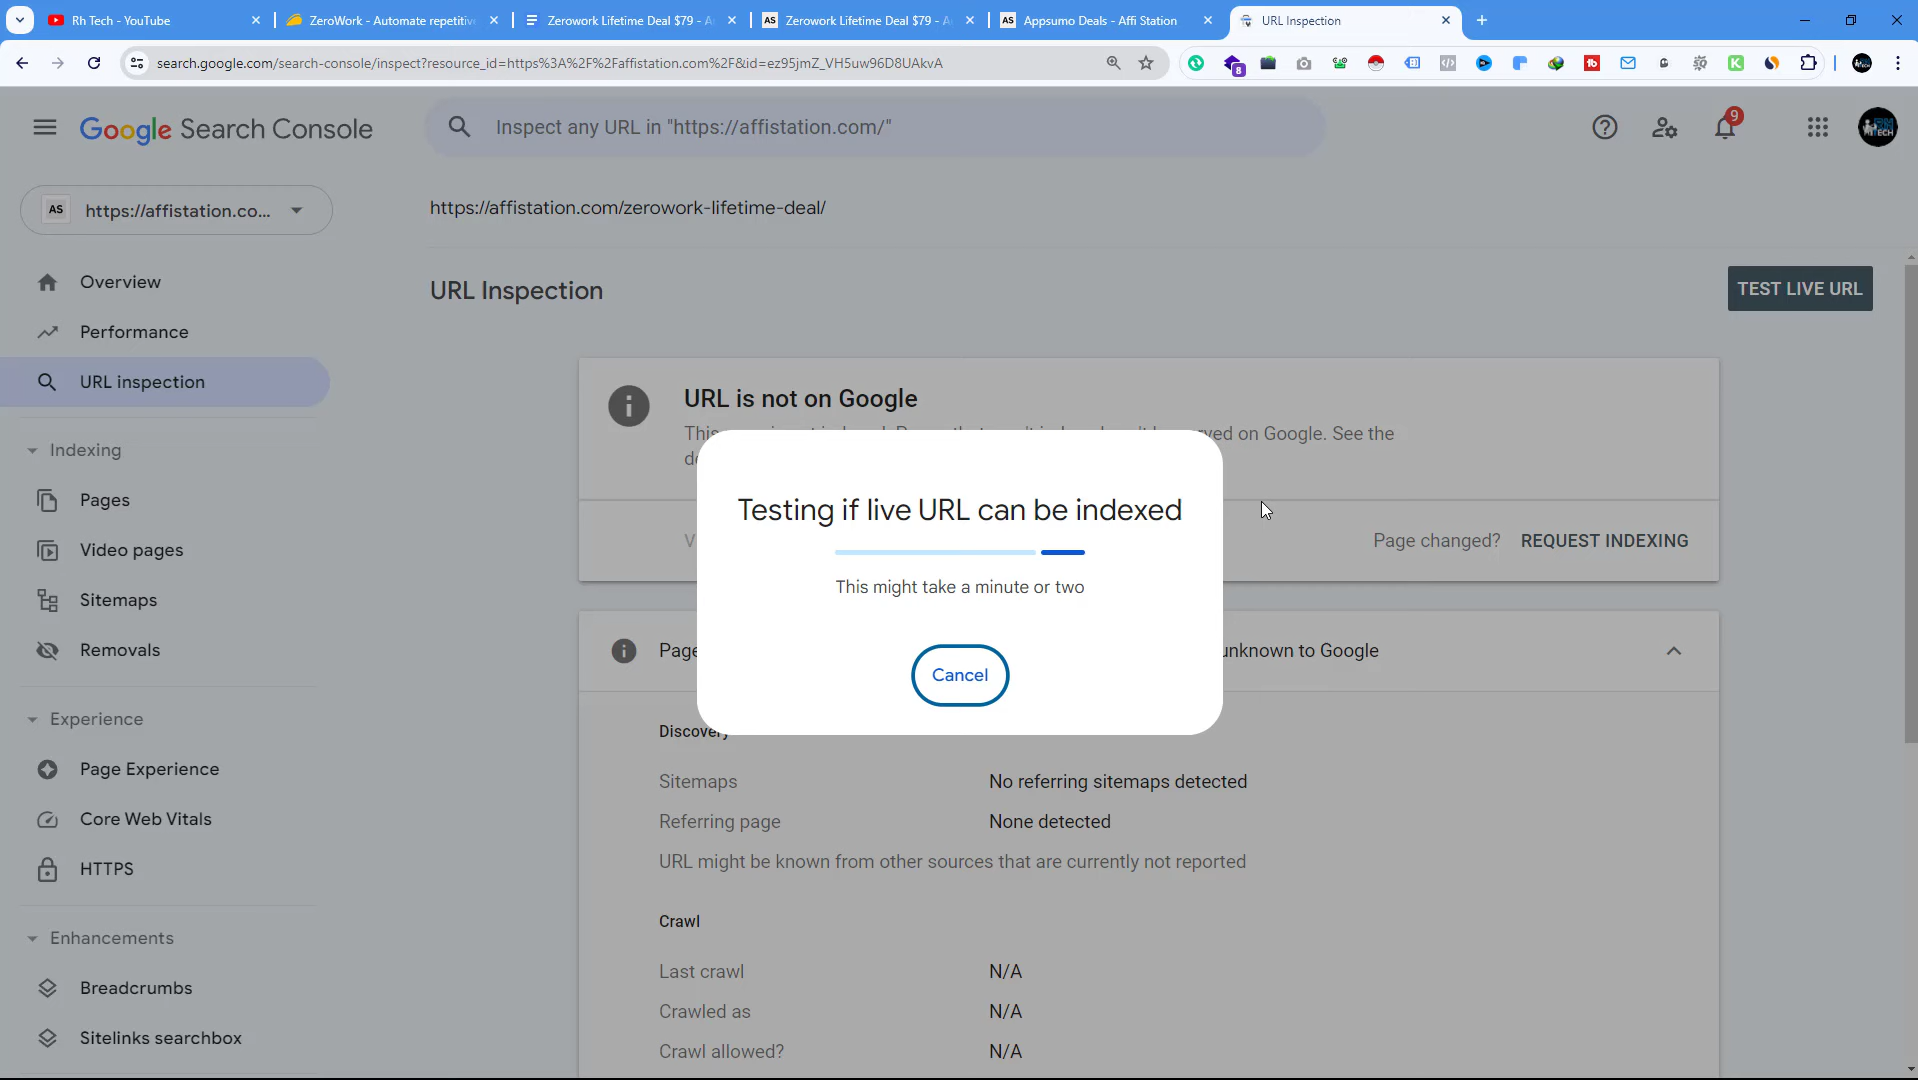 Rh Tech - YouTube
ZeroWork - Automate repetitiv
Zerowork Lifetime Deal $79 - A
AS Zerowork Lifetime Deal $79 - A
AS Appsumo Deals - Affi Station
URL Inspection
search.google.com/search-console/inspect?resource_id=https%3A%2F%2Faffistation.com%2F&id=ez95jmZ_VH5uw96D8UAkvA
8
Google Search Console
Inspect any URL in "https://affistation.com/"
9
AS https://affistation.co...
https://affistation.com/zerowork-lifetime-deal/
Overview
Performance
URL inspection
Indexing
Pages
Video pages
Sitemaps
Removals
Experience
Page Experience
Core Web Vitals
HTTPS
Enhancements
Breadcrumbs
Sitelinks searchbox
URL Inspection
TEST LIVE URL
URL is not on Google
on Google. See the
Page changed? REQUEST INDEXING
Testing if live URL can be indexed
This might take a minute or two
Cancel
Page
unknown to Google
Discovery
Sitemaps No referring sitemaps detected
Referring page None detected
URL might be known from other sources that are currently not reported
Crawl
Last crawl N/A
Crawled as N/A
Crawl allowed? N/A